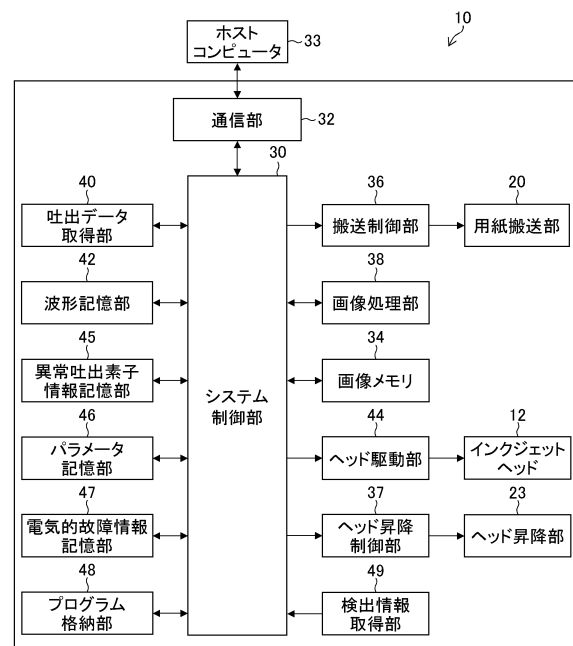 10
ホスト
コンピュータ
33
通信部
32
30
システム
制御部
40
吐出データ
取得部
42
波形記憶部
45
異常吐出素子
情報記憶部
46
パラメータ
記憶部
47
電気的故障情報
記憶部
48
プログラム
格納部
36
搬送制御部
20
用紙搬送部
38
画像処理部
34
画像メモリ
44
ヘッド駆動部
12
インクジェット
ヘッド
37
ヘッド昇降
制御部
23
ヘッド昇降部
49
検出情報
取得部